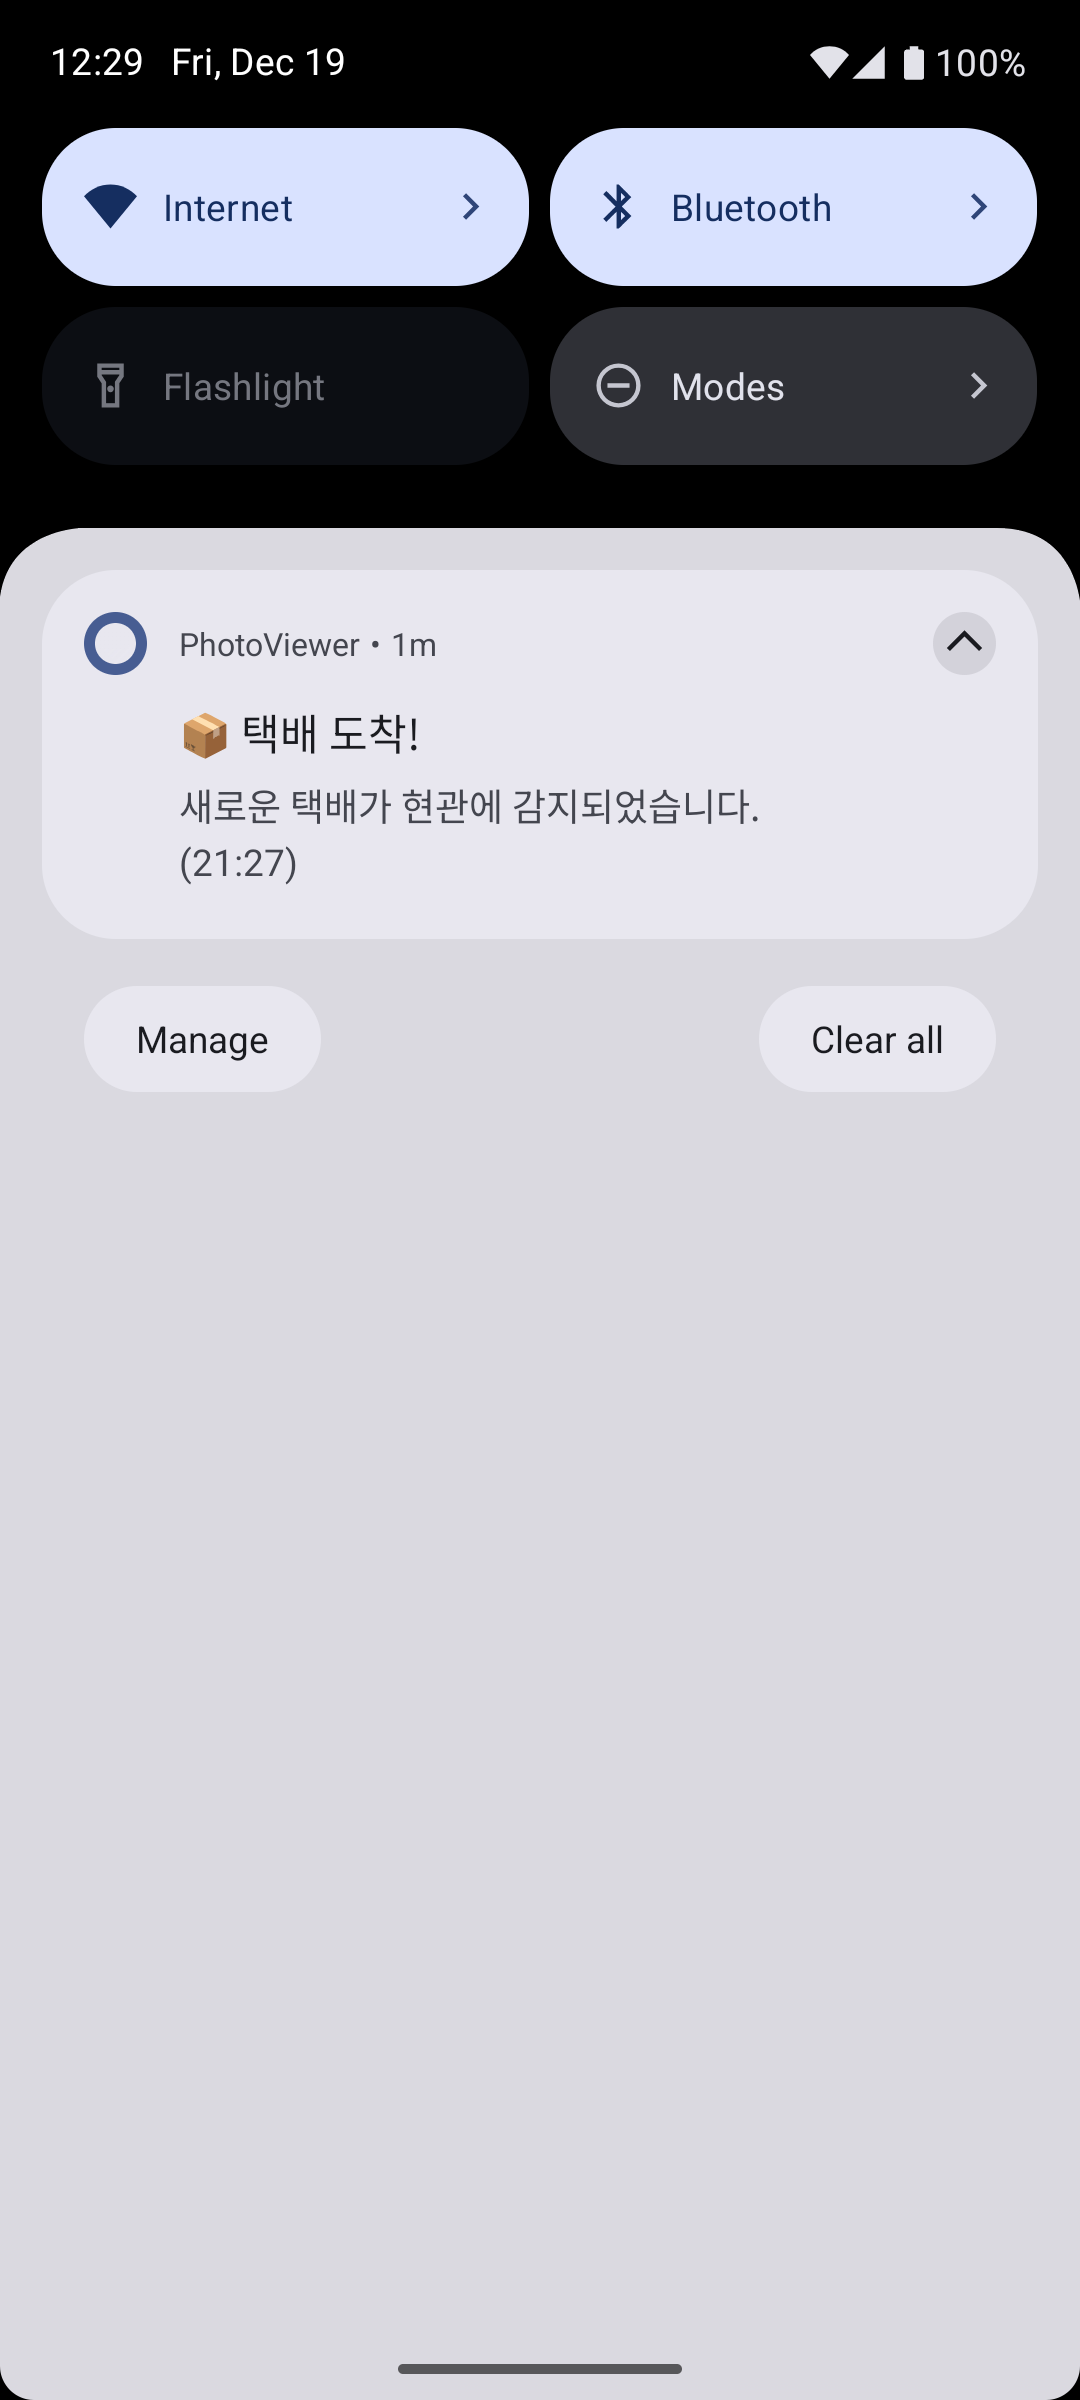 12:29 Fri, Dec 19 100%
Internet
Bluetooth
Flashlight
Modes
PhotoViewer • 1m
📦 택배 도착!
새로운 택배가 현관에 감지되었습니다.
(21:27)
Manage
Clear all